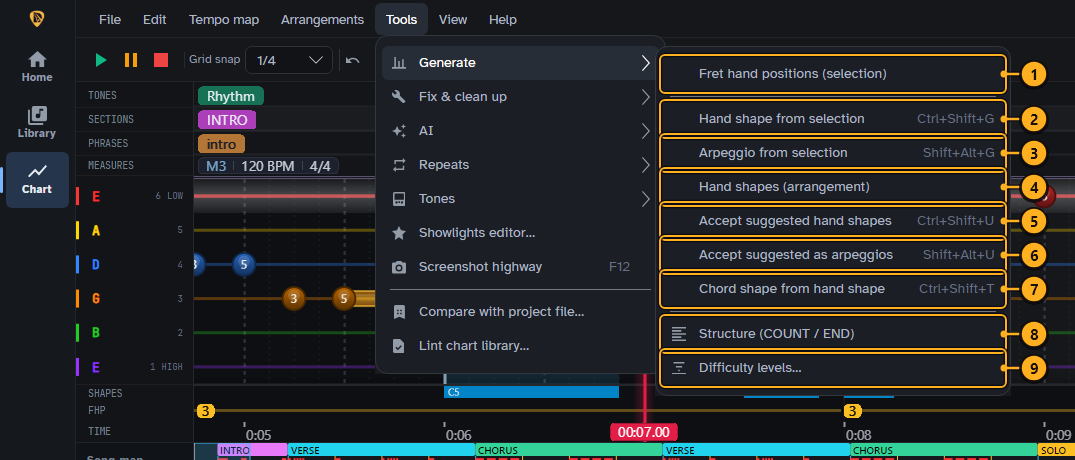 File Edit Tempo map Arrangements Tools View Help
Home
Library
Chart
Grid snap 1/4
TONES Rhythm
SECTIONS INTRO
PHRASES intro
MEASURES M3 120 BPM 4/4
E 6 LOW
A 5
D 4 3 5
G 3 3 5
B 2
E 1 HIGH
SHAPES C5
FHP 3 3
TIME 0:05 0:06 00:07.00 0:08 0:09
Song map INTRO VERSE CHORUS VERSE CHORUS SOLO
Generate
Fix & clean up
AI
Repeats
Tones
Showlights editor...
Screenshot highway F12
Compare with project file...
Lint chart library...
Fret hand positions (selection) 1
Hand shape from selection Ctrl+Shift+G 2
Arpeggio from selection Shift+Alt+G 3
Hand shapes (arrangement) 4
Accept suggested hand shapes Ctrl+Shift+U 5
Accept suggested as arpeggios Shift+Alt+U 6
Chord shape from hand shape Ctrl+Shift+T 7
Structure (COUNT / END) 8
Difficulty levels... 9